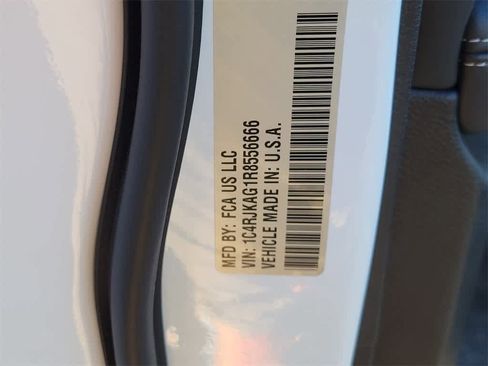 MFD BY: FCA US LLC
VIN: 1C4RJKAG1R8556666
VEHICLE MADE IN: U.S.A.